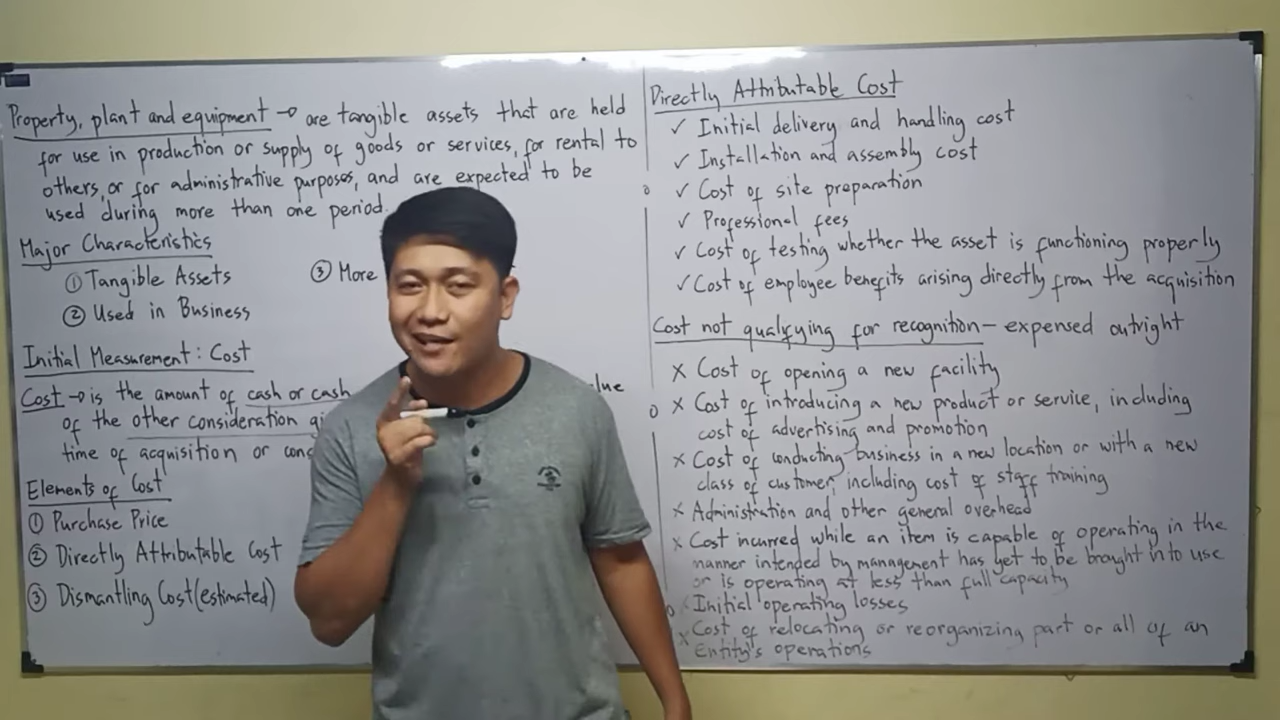 Property, plant and equipment → are tangible assets that are held
for use in production or supply of goods or services, for rental to
others, or for administrative purposes, and are expected to be
used during more than one period.
Major Characteristics
① Tangible Assets
② Used in Business
③ More
Initial Measurement: Cost
Cost → is the amount of cash or cash
of the other consideration
time of acquisition or
Elements of Cost
① Purchase Price
② Directly Attributable Cost
③ Dismantling Cost (estimated)
Directly Attributable Cost
✓ Initial delivery and handling cost
✓ Installation and assembly cost
✓ Cost of site preparation
✓ Professional fees
✓ Cost of testing whether the asset is functioning properly
✓ Cost of employee benefits arising directly from the acquisition
Cost not qualifying for recognition - expensed outright
x Cost of opening a new facility
x Cost of introducing a new product or service, including
cost of advertising and promotion
x Cost of conducting business in a new location or with a new
class of customer, including cost of staff training
x Administration and other general overhead
x Cost incurred while an item is capable of operating in the
manner intended by management has yet to be brought into use
or is operating at less than full capacity
Initial operating losses
x Cost of relocating or reorganizing part or all of an
Entity's operations